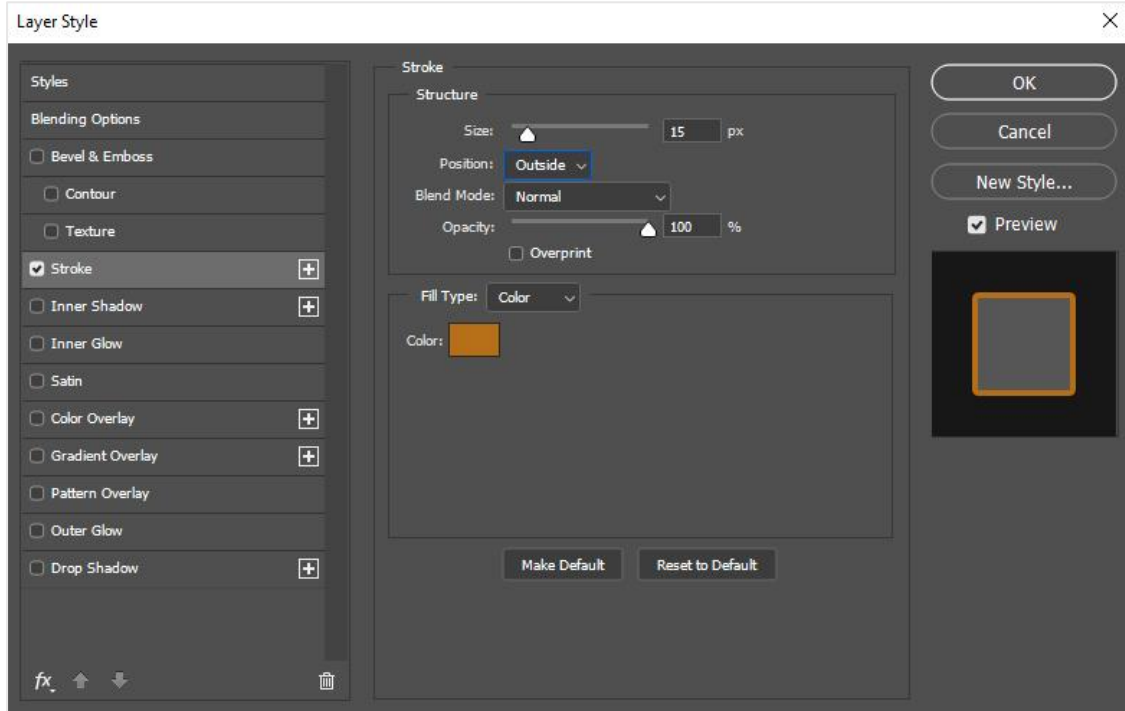 Layer Style
Styles
Blending Options
Bevel & Emboss
Contour
Texture
Stroke
Inner Shadow
Inner Glow
Satin
Color Overlay
Gradient Overlay
Pattern Overlay
Outer Glow
Drop Shadow
fx
Stroke
Structure
Size: 15 px
Position: Outside
Blend Mode: Normal
Opacity: 100 %
Overprint
Fill Type: Color
Color:
Make Default Reset to Default
OK
Cancel
New Style...
Preview